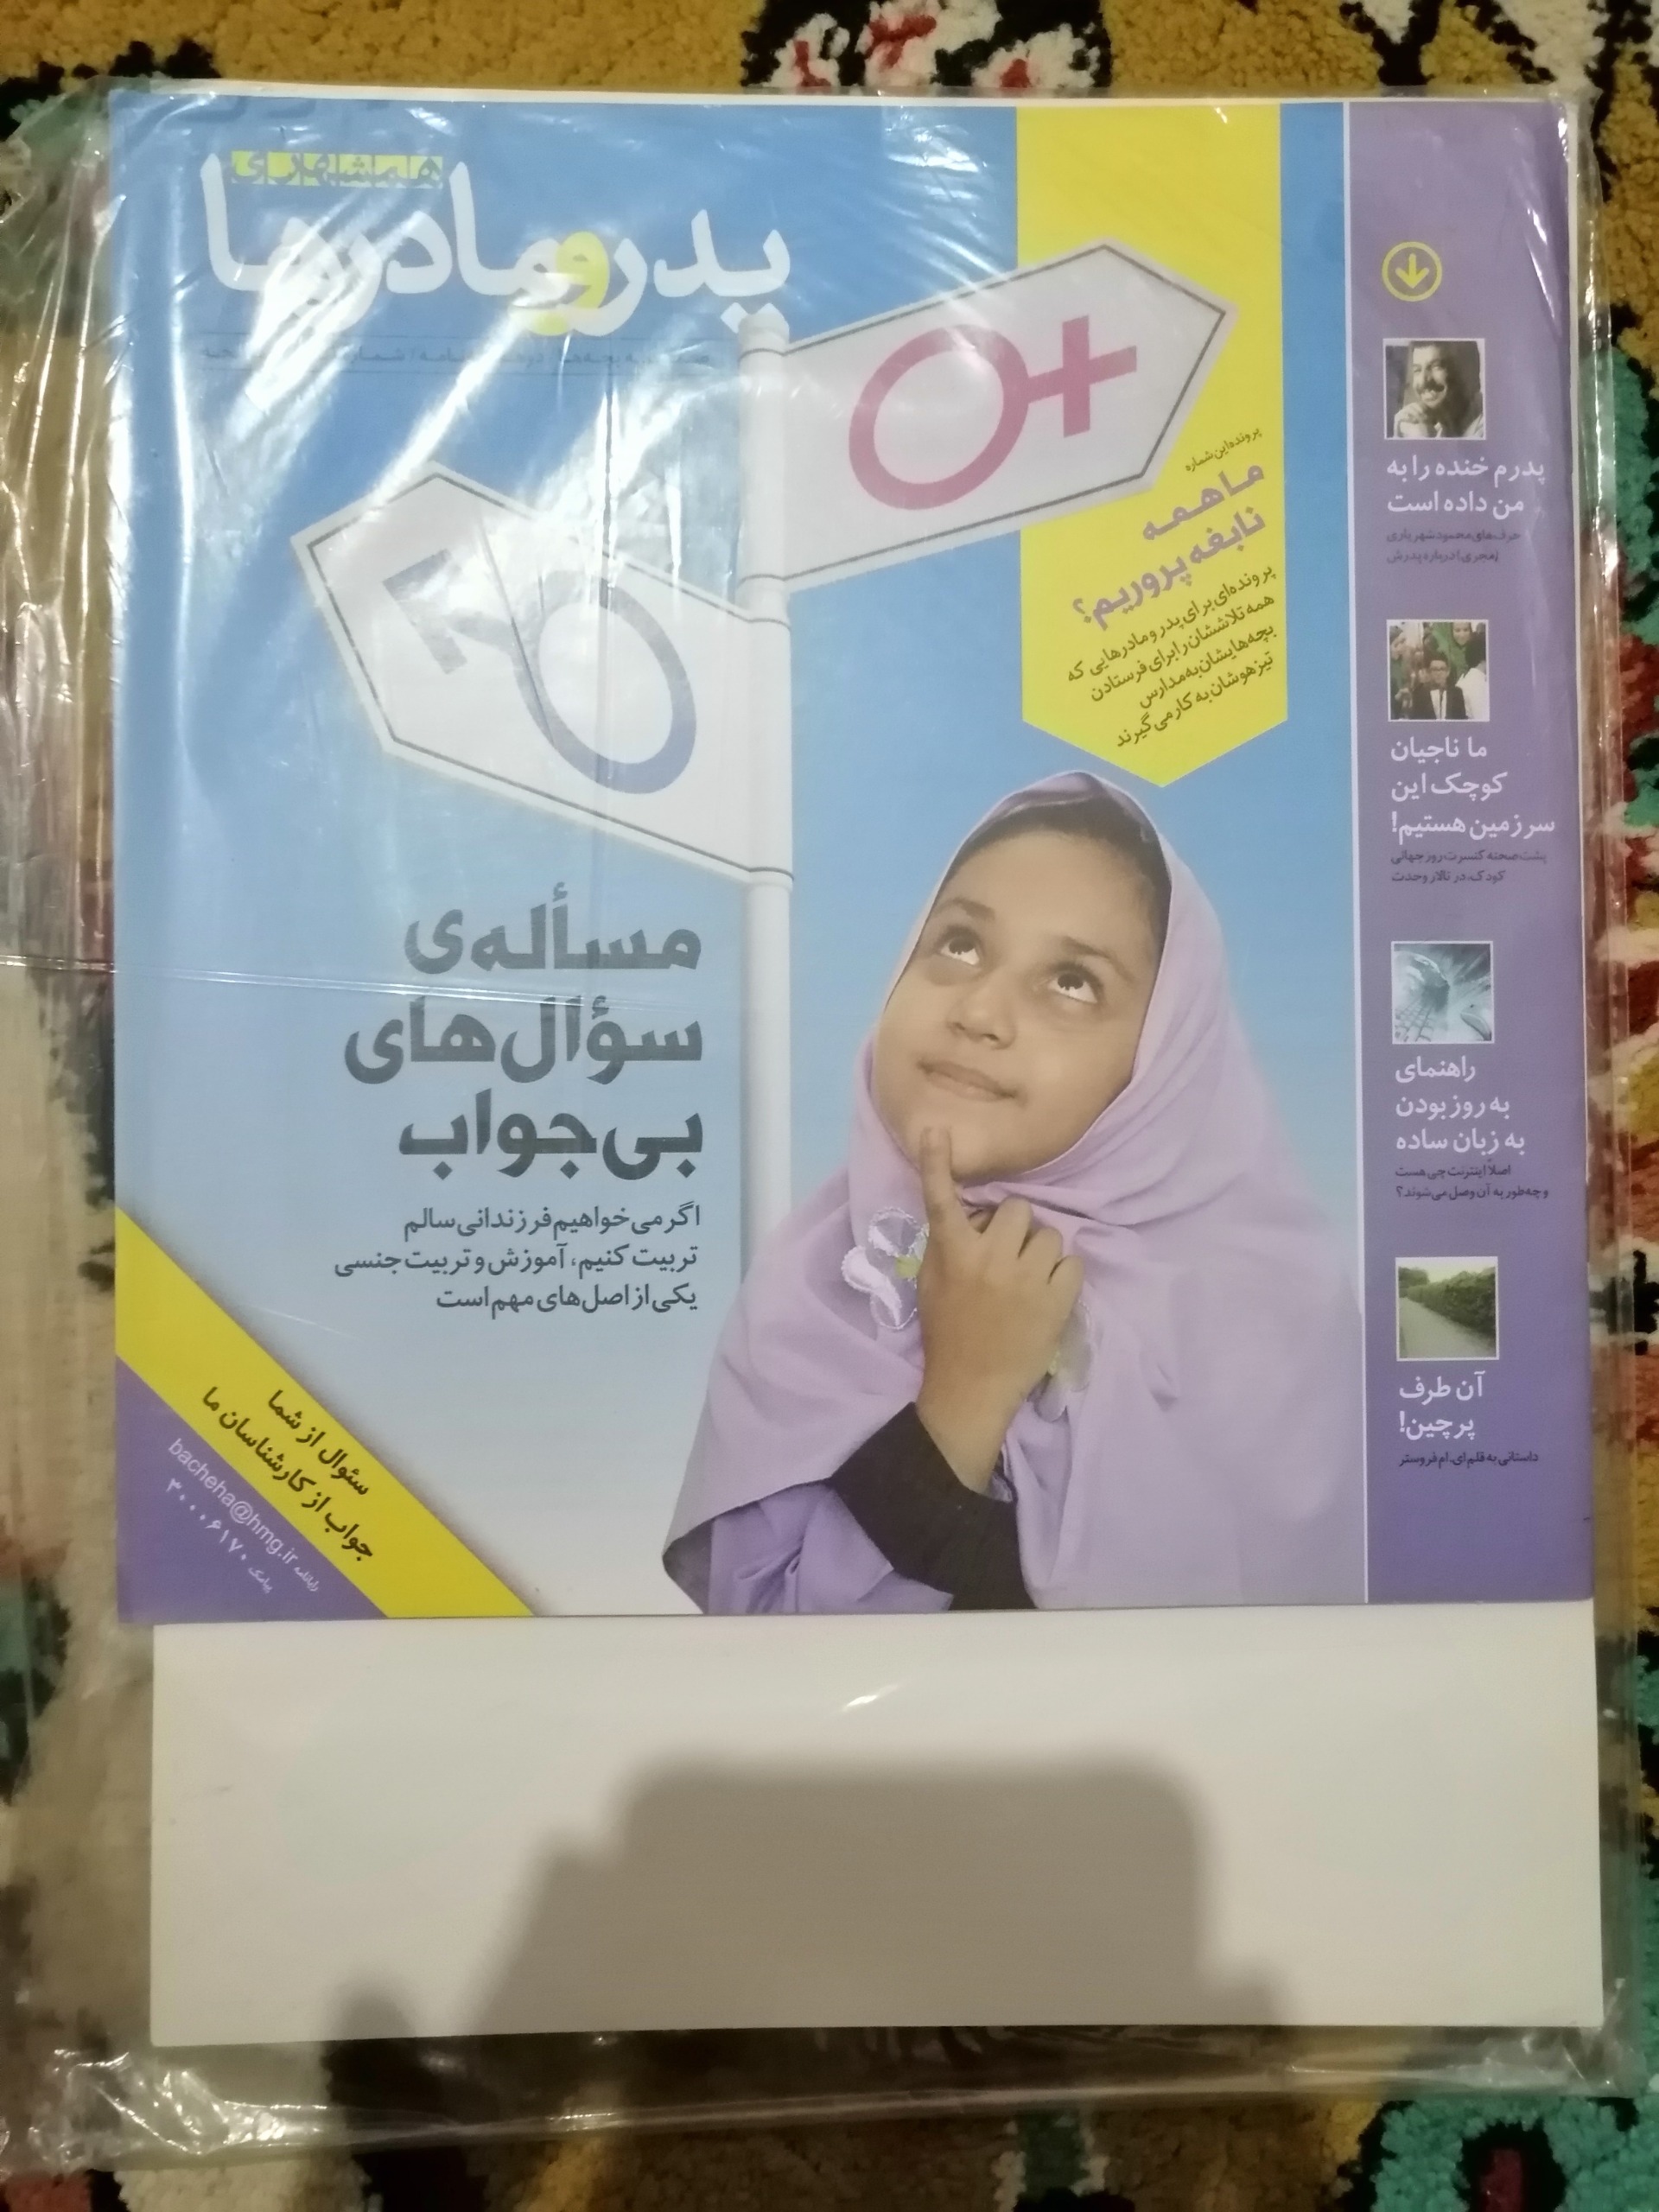 همشهری
پدر و مادرها
پرونده این شماره
ما همه
نابغه پروریم؟
پرونده‌ای برای پدر و مادرهایی که
همه تلاششان را برای فرستادن
بچه‌هایشان به مدارس
تیزهوشان به کار می‌گیرند
مسأله‌ی
سؤال‌های
بی‌جواب
اگر می‌خواهیم فرزندانی سالم
تربیت کنیم، آموزش و تربیت جنسی
یکی از اصل‌های مهم است
سئوال از شما
جواب از کارشناسان ما
رایانامه bacheha@hmg.ir
پیامک ۳۰۰۰۶۱۷۰
پدرم خنده را به
من داده است
حرف‌های محمود شهریاری
(مجری) درباره پدرش
ما ناجیان
کوچک این
سرزمین هستیم!
پشت صحنه کنسرت روز جهانی
کودک، در تالار وحدت
راهنمای
به روز بودن
به زبان ساده
اصلاً اینترنت چی هست
و چه‌طور به آن وصل می‌شوند؟
آن طرف
پرچین!
داستانی به قلم ای. ام فروستر